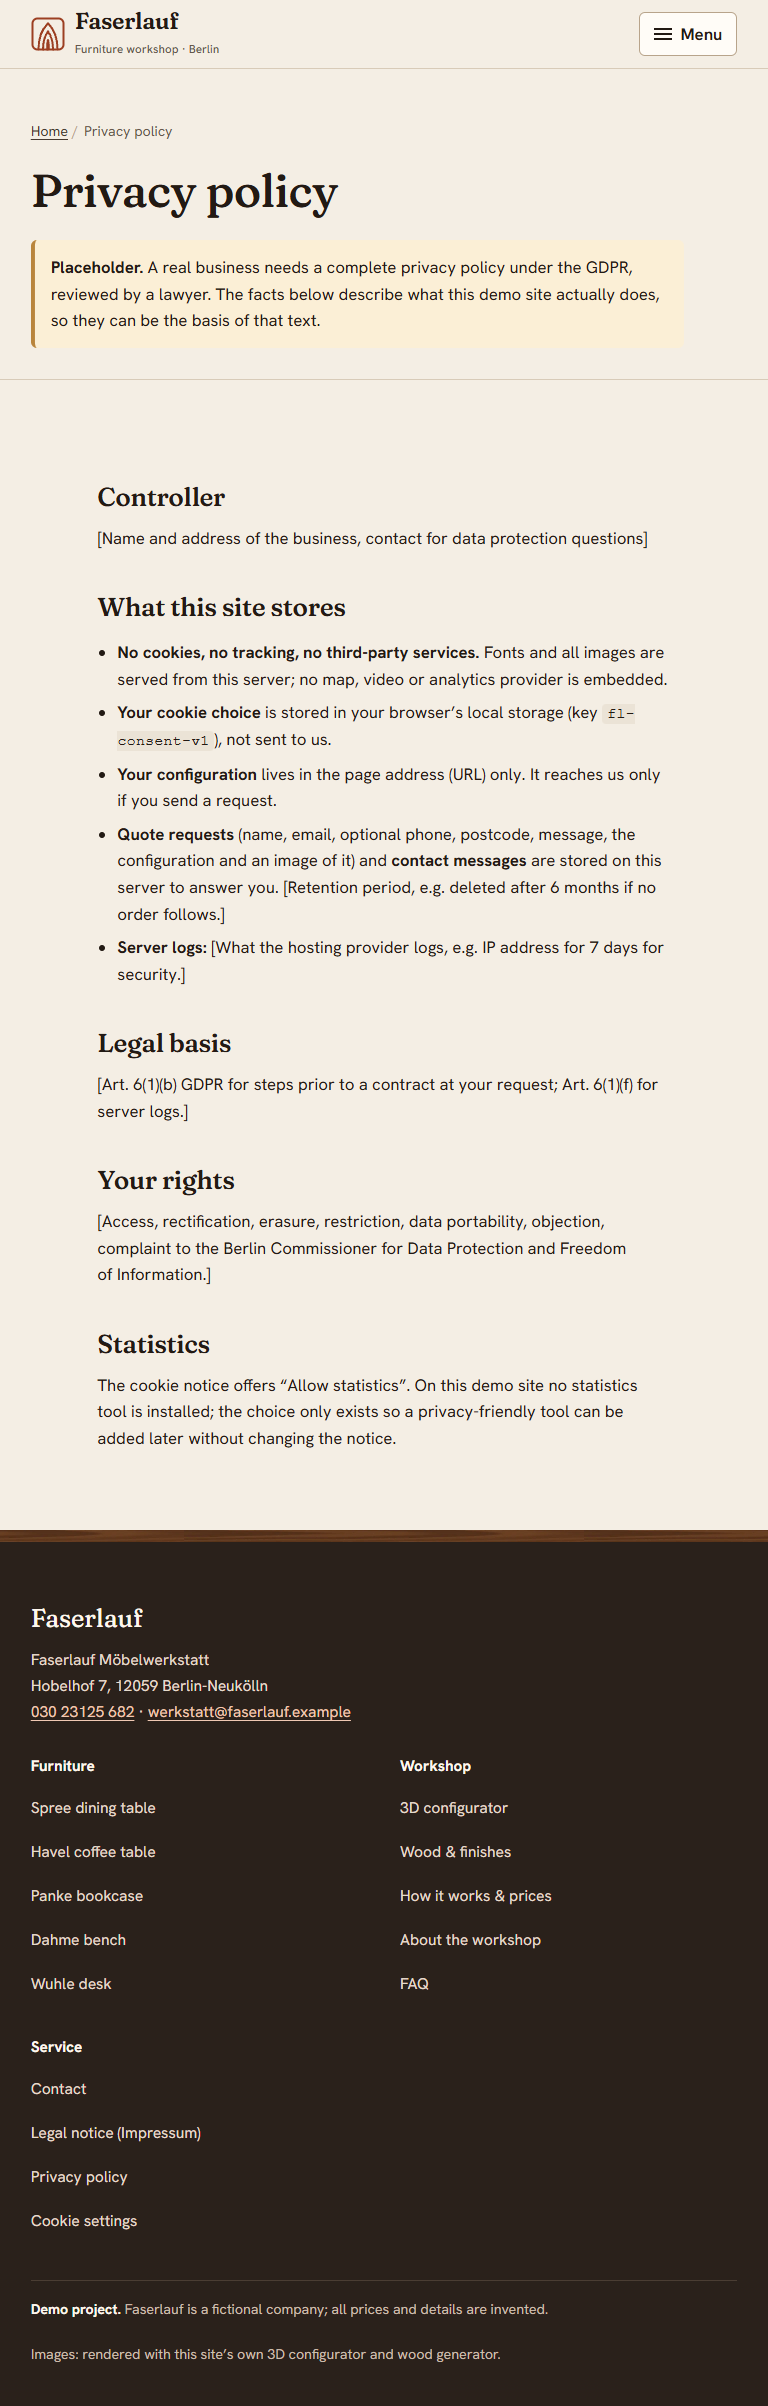 Faserlauf
Furniture workshop · Berlin
Menu
Home / Privacy policy
Privacy policy
Placeholder. A real business needs a complete privacy policy under the GDPR,
reviewed by a lawyer. The facts below describe what this demo site actually does,
so they can be the basis of that text.
Controller
[Name and address of the business, contact for data protection questions]
What this site stores
• No cookies, no tracking, no third-party services. Fonts and all images are
served from this server; no map, video or analytics provider is embedded.
• Your cookie choice is stored in your browser’s local storage (key fl-
consent-v1), not sent to us.
• Your configuration lives in the page address (URL) only. It reaches us only
if you send a request.
• Quote requests (name, email, optional phone, postcode, message, the
configuration and an image of it) and contact messages are stored on this
server to answer you. [Retention period, e.g. deleted after 6 months if no
order follows.]
• Server logs: [What the hosting provider logs, e.g. IP address for 7 days for
security.]
Legal basis
[Art. 6(1)(b) GDPR for steps prior to a contract at your request; Art. 6(1)(f) for
server logs.]
Your rights
[Access, rectification, erasure, restriction, data portability, objection,
complaint to the Berlin Commissioner for Data Protection and Freedom
of Information.]
Statistics
The cookie notice offers “Allow statistics”. On this demo site no statistics
tool is installed; the choice only exists so a privacy-friendly tool can be
added later without changing the notice.
Faserlauf
Faserlauf Möbelwerkstatt
Hobelhof 7, 12059 Berlin-Neukölln
030 23125 682 · werkstatt@faserlauf.example
Furniture
Spree dining table
Havel coffee table
Panke bookcase
Dahme bench
Wuhle desk
Workshop
3D configurator
Wood & finishes
How it works & prices
About the workshop
FAQ
Service
Contact
Legal notice (Impressum)
Privacy policy
Cookie settings
Demo project. Faserlauf is a fictional company; all prices and details are invented.
Images: rendered with this site’s own 3D configurator and wood generator.